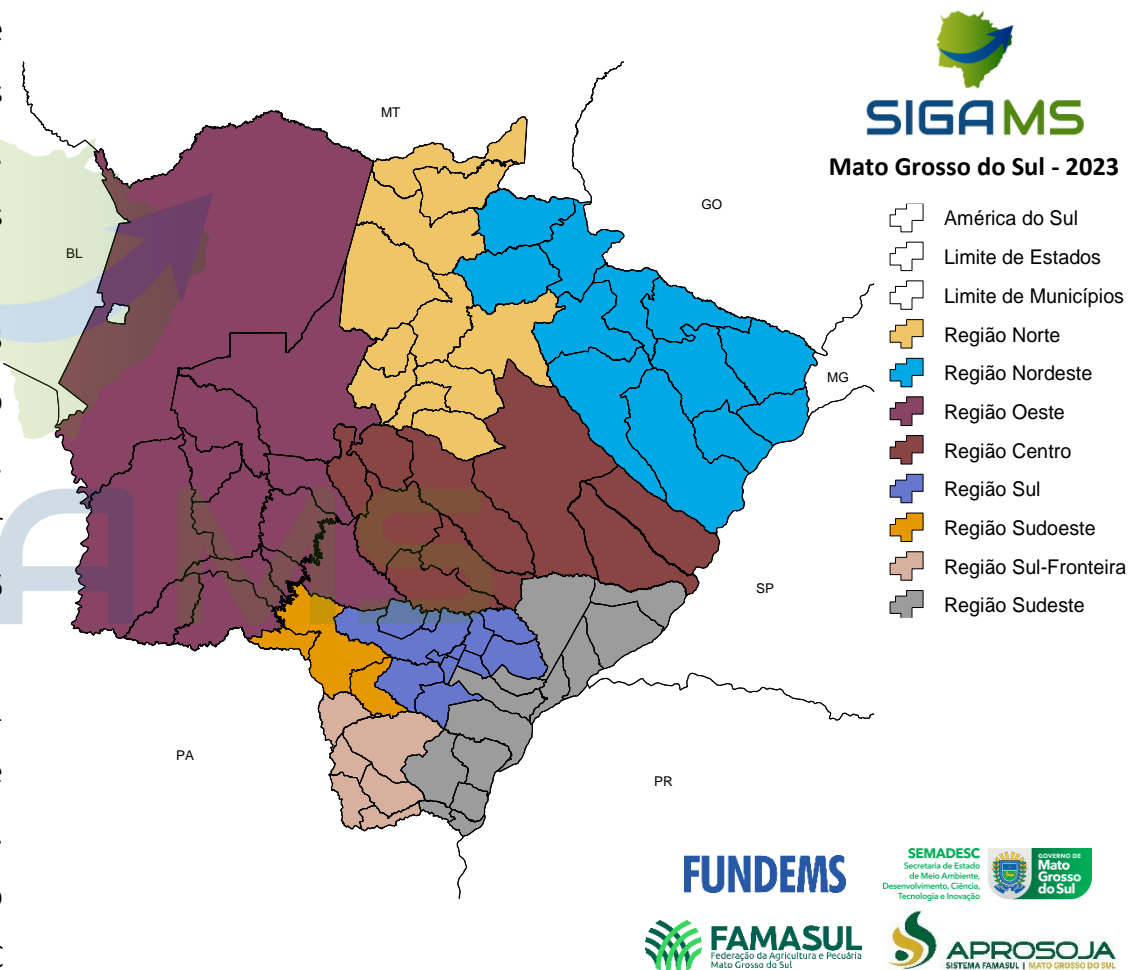 SIGA MS
Mato Grosso do Sul - 2023
América do Sul
Limite de Estados
Limite de Municípios
Região Norte
Região Nordeste
Região Oeste
Região Centro
Região Sul
Região Sudoeste
Região Sul-Fronteira
Região Sudeste
MT
GO
BL
MG
SP
PA
PR
A MS
FUNDEMS
SEMADESC
Secretaria de Estado
de Meio Ambiente,
Desenvolvimento, Ciência,
Tecnologia e Inovação
GOVERNO DE
Mato
Grosso
do Sul
FAMASUL
Federação da Agricultura e Pecuária
Mato Grosso do Sul
APROSOJA
SISTEMA FAMASUL | MATO GROSSO DO SUL